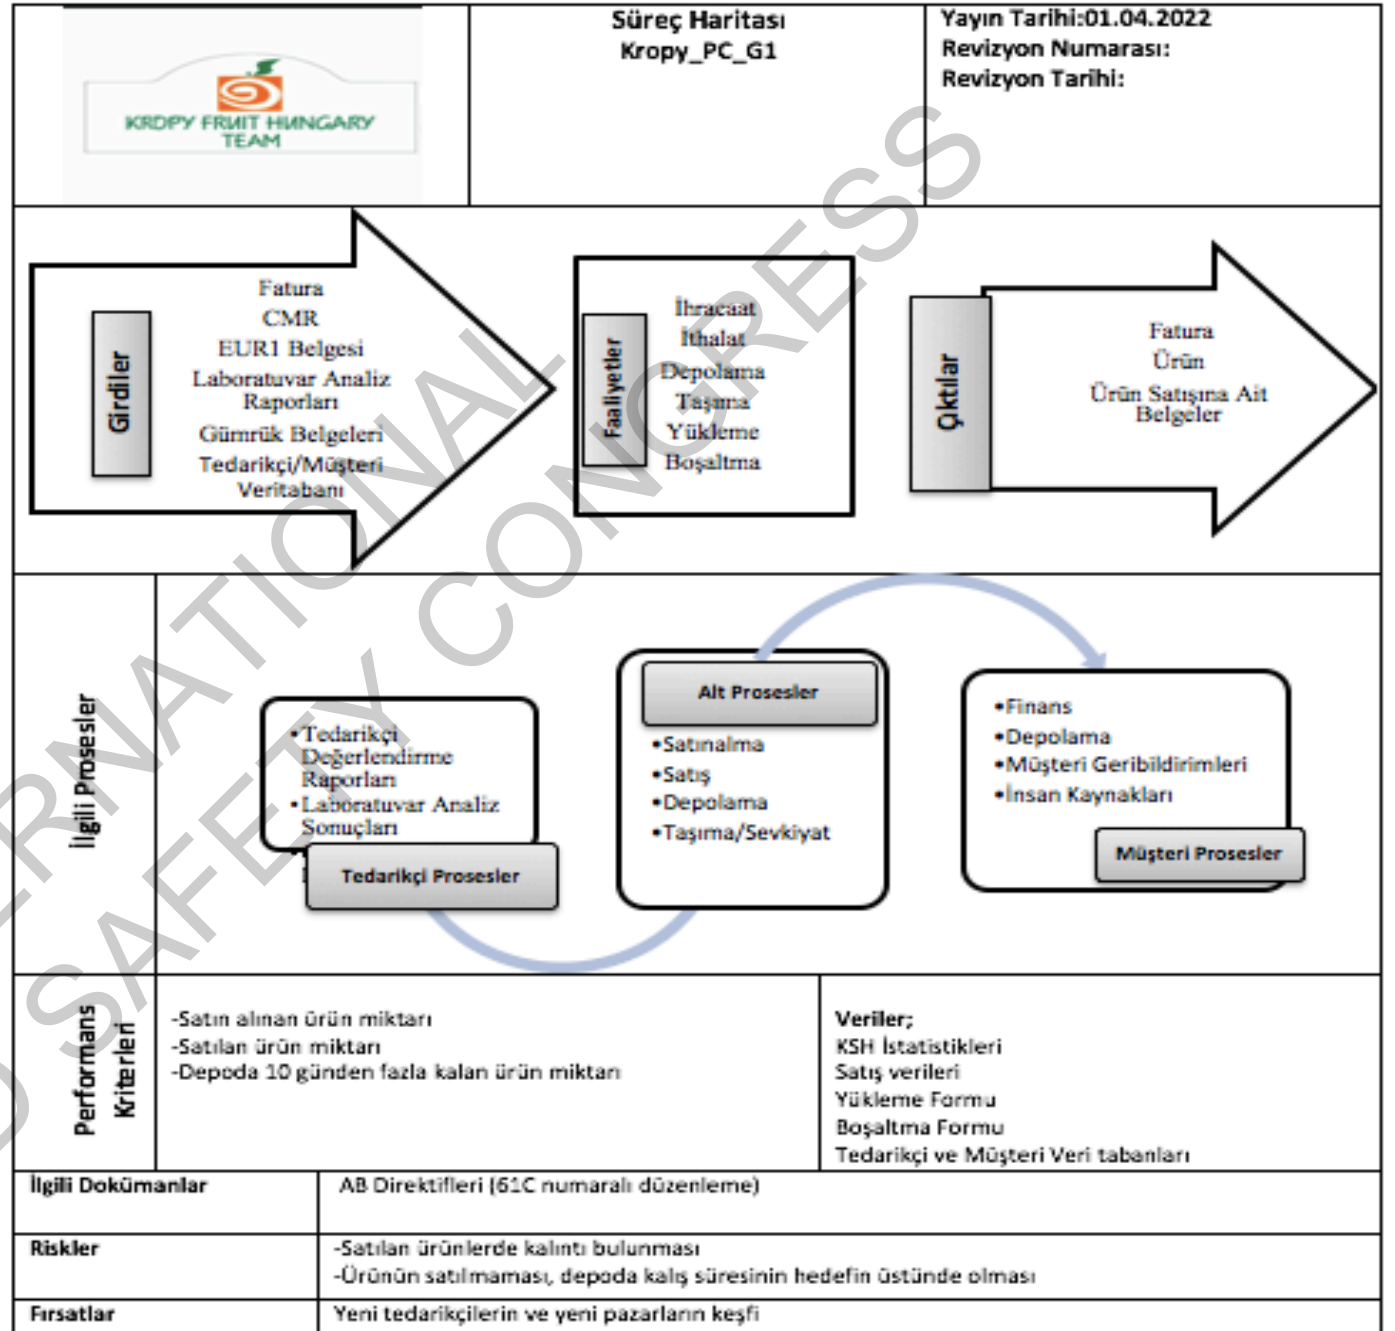 KROPY FRUIT HUNGARY
TEAM
Süreç Haritası
Kropy_PC_G1
Yayın Tarihi:01.04.2022
Revizyon Numarası:
Revizyon Tarihi:
Girdiler
Fatura
CMR
EUR1 Belgesi
Laboratuvar Analiz
Raporları
Gümrük Belgeleri
Tedarikçi/Müşteri
Veritabanı
Faaliyetler
İhracaat
İthalat
Depolama
Taşıma
Yükleme
Boşaltma
Çıktılar
Fatura
Ürün
Ürün Satışına Ait
Belgeler
İlgili Prosesler
•Tedarikçi
Değerlendirme
Raporları
•Laboratuvar Analiz
Sonuçları
Tedarikçi Prosesler
Alt Prosesler
•Satınalma
•Satış
•Depolama
•Taşıma/Sevkiyat
•Finans
•Depolama
•Müşteri Geribildirimleri
•İnsan Kaynakları
Müşteri Prosesler
Performans
Kriterleri
-Satın alınan ürün miktarı
-Satılan ürün miktarı
-Depoda 10 günden fazla kalan ürün miktarı
Veriler;
KSH İstatistikleri
Satış verileri
Yükleme Formu
Boşaltma Formu
Tedarikçi ve Müşteri Veri tabanları
İlgili Dokümanlar
AB Direktifleri (61C numaralı düzenleme)
Riskler
-Satılan ürünlerde kalıntı bulunması
-Ürünün satılmaması, depoda kalış süresinin hedefin üstünde olması
Fırsatlar
Yeni tedarikçilerin ve yeni pazarların keşfi
SAFETY CONGRESS